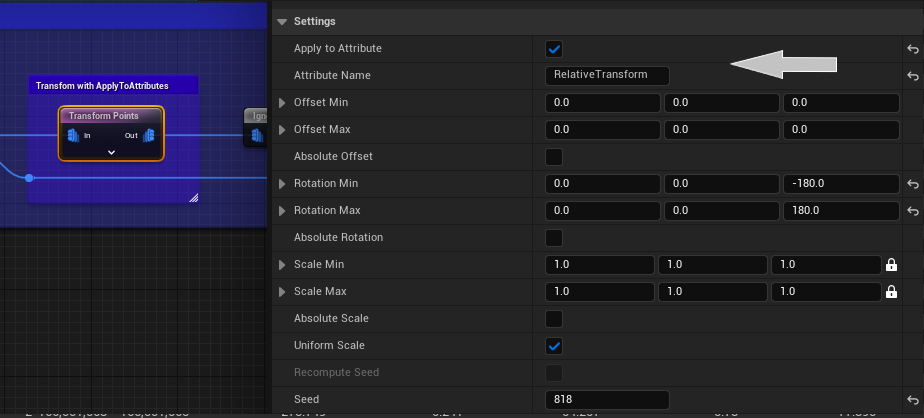 Settings
Apply to Attribute
Attribute Name RelativeTransform
Offset Min 0.0 0.0 0.0
Offset Max 0.0 0.0 0.0
Absolute Offset
Rotation Min 0.0 0.0 -180.0
Rotation Max 0.0 0.0 180.0
Absolute Rotation
Scale Min 1.0 1.0 1.0
Scale Max 1.0 1.0 1.0
Absolute Scale
Uniform Scale
Recompute Seed
Seed 818
Transfom with ApplyToAttributes
Transform Points
In Out
Ign